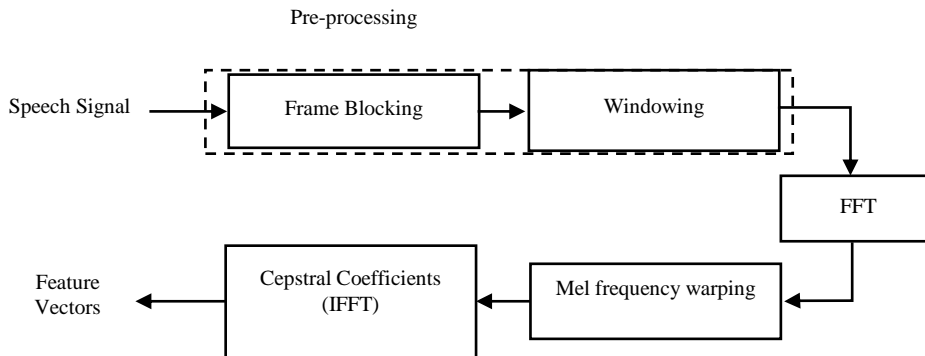 Pre-processing
Speech Signal
Frame Blocking
Windowing
FFT
Mel frequency warping
Cepstral Coefficients
(IFFT)
Feature
Vectors